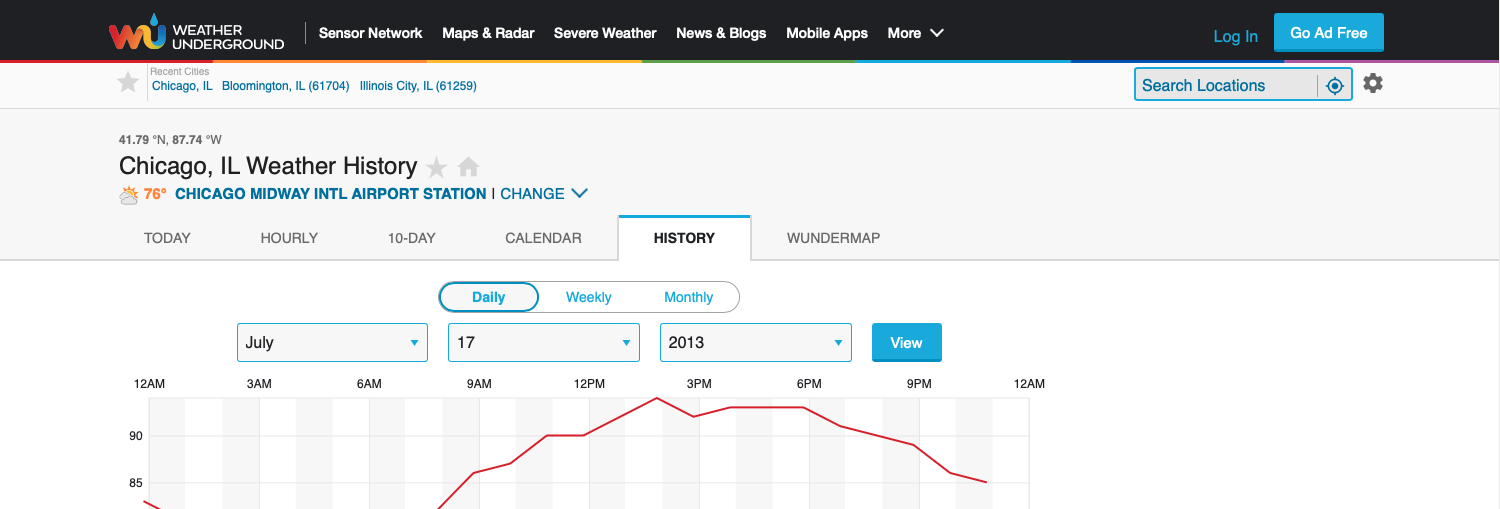 WEATHER
UNDERGROUND
Sensor Network Maps & Radar Severe Weather News & Blogs Mobile Apps More Log In Go Ad Free
Recent Cities
Chicago, IL Bloomington, IL (61704) Illinois City, IL (61259)
Search Locations
41.79 °N, 87.74 °W
Chicago, IL Weather History
76° CHICAGO MIDWAY INTL AIRPORT STATION | CHANGE
TODAY HOURLY 10-DAY CALENDAR HISTORY WUNDERMAP
Daily Weekly Monthly
July 17 2013 View
12AM 3AM 6AM 9AM 12PM 3PM 6PM 9PM 12AM
90
85